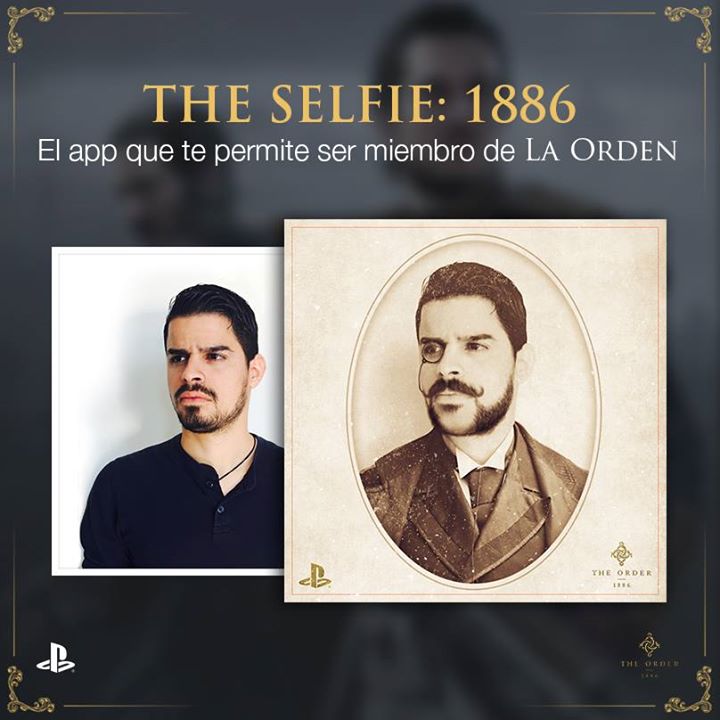 THE SELFIE: 1886
El app que te permite ser miembro de LA ORDEN
THE ORDER
1886
THE ORDER
1886